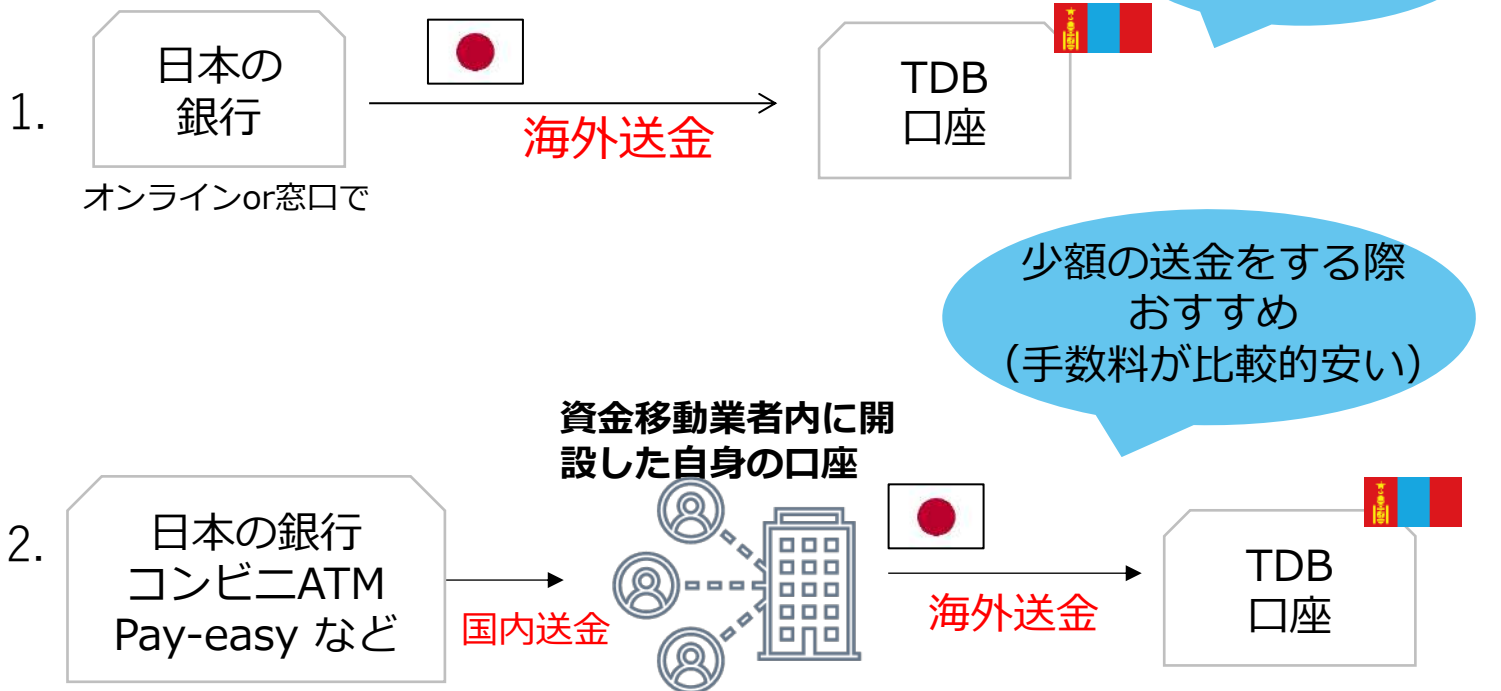 1.
日本の
銀行
海外送金
TDB
口座
オンラインor窓口で
少額の送金をする際
おすすめ
（手数料が比較的安い）
資金移動業者内に開
設した自身の口座
2.
日本の銀行
コンビニATM
Pay-easy など
国内送金
海外送金
TDB
口座